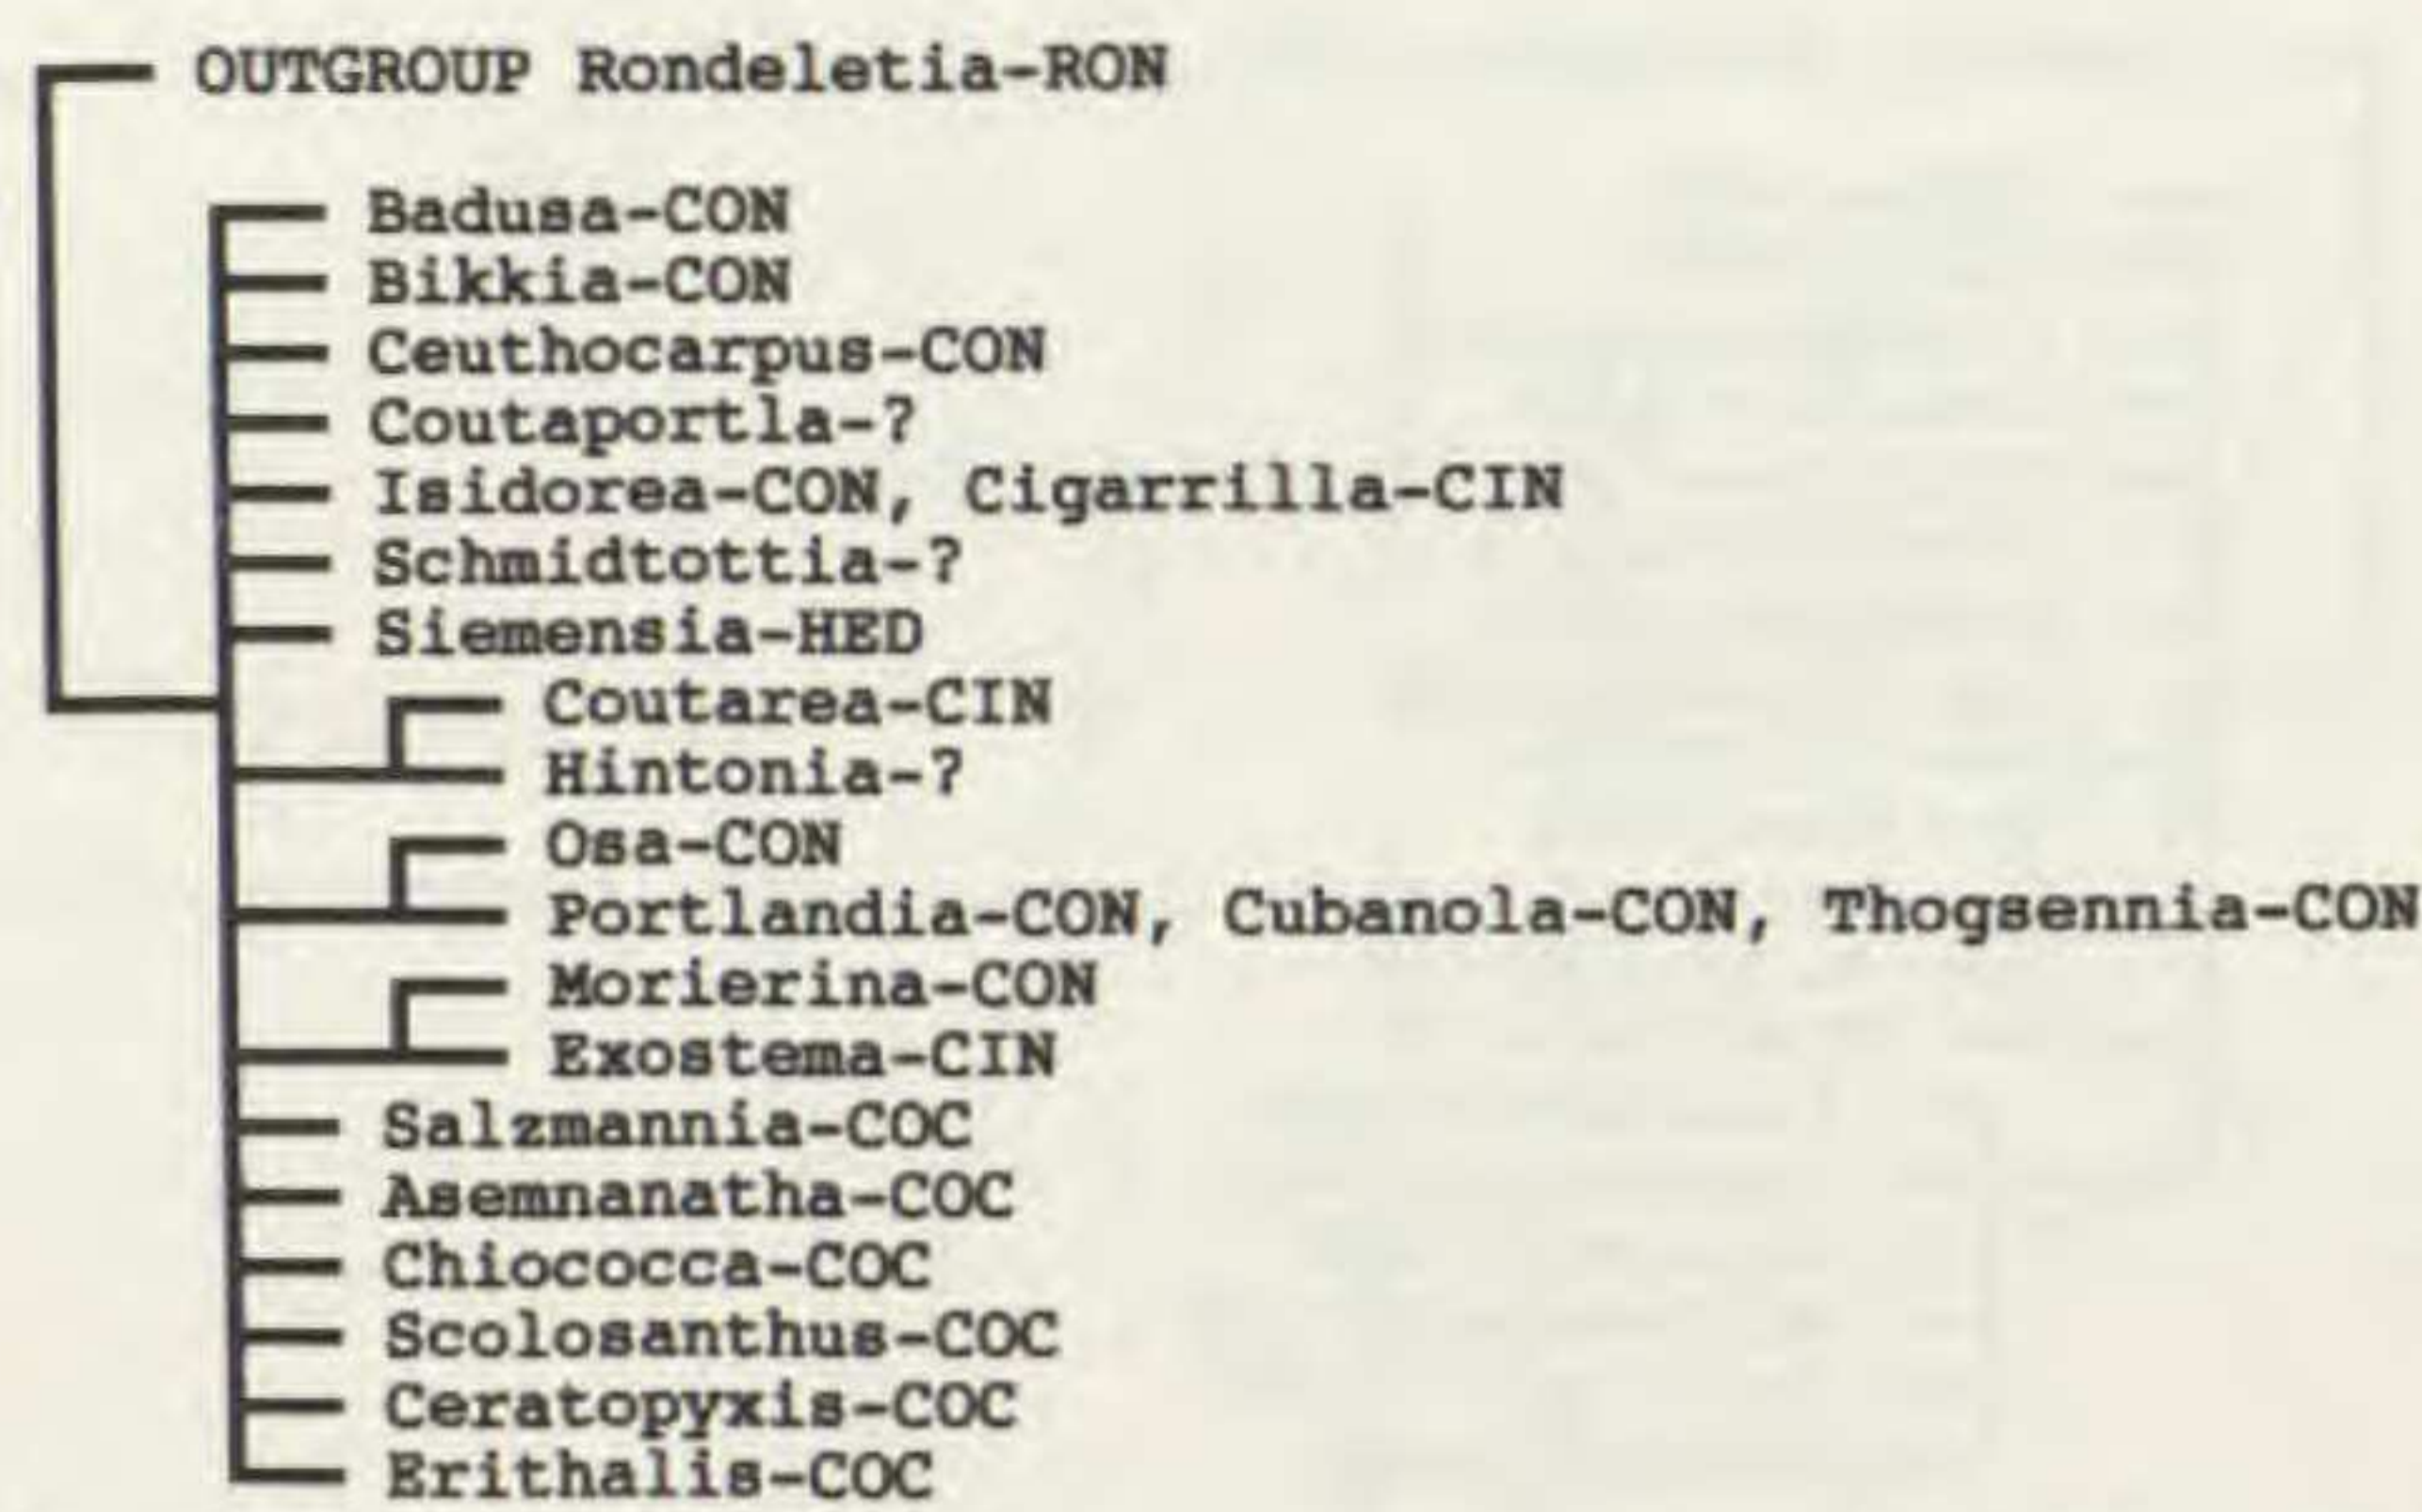 OUTGROUP Rondeletia-RON
Badusa-CON
Bikkia-CON
Ceuthocarpus-CON
Coutaportla-?
Isidorea-CON, Cigarrilla-CIN
Schmidtottia-?
Siemensia-HED
Coutarea-CIN
Hintonia-?
Osa-CON
Portlandia-CON, Cubanola-CON, Thogsennia-CON
Morierina-CON
Exostema-CIN
Salzmannia-COC
Asemnanatha-COC
Chiococca-COC
Scolosanthus-COC
Ceratopyxis-COC
Erithalis-COC